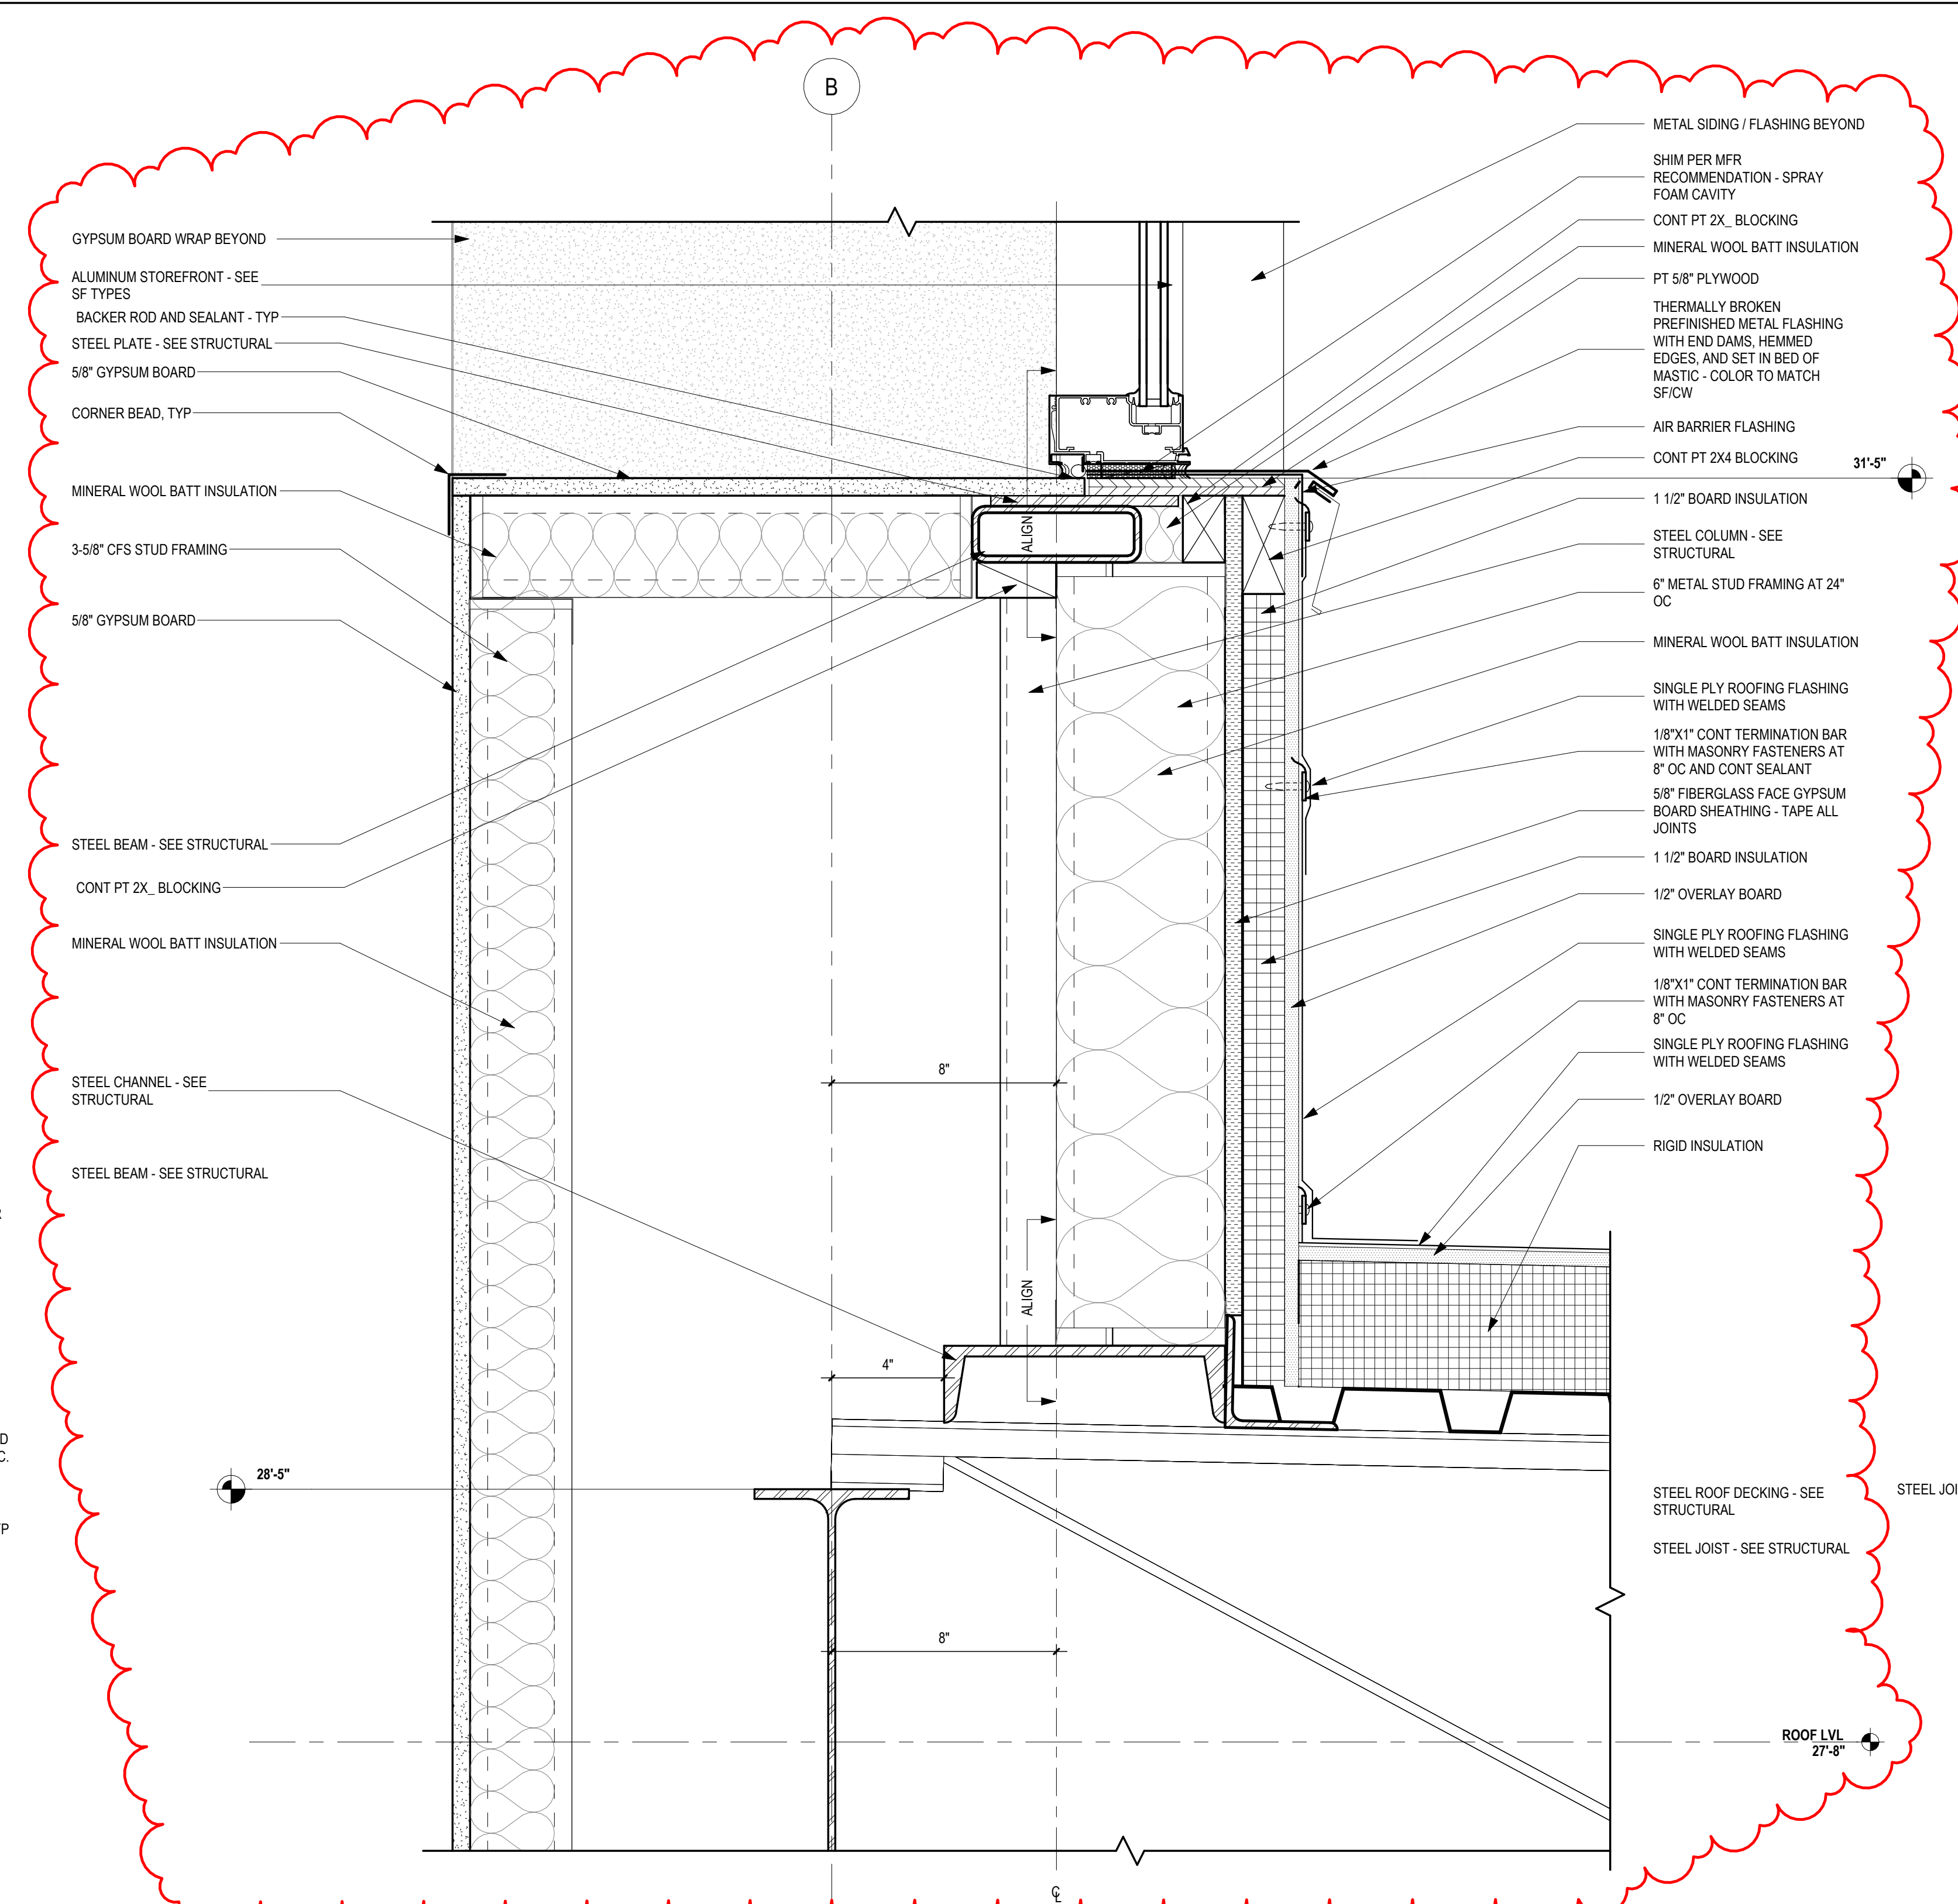 B
GYPSUM BOARD WRAP BEYOND
ALUMINUM STOREFRONT - SEE
SF TYPES
BACKER ROD AND SEALANT - TYP
STEEL PLATE - SEE STRUCTURAL
5/8" GYPSUM BOARD
CORNER BEAD, TYP
MINERAL WOOL BATT INSULATION
3-5/8" CFS STUD FRAMING
5/8" GYPSUM BOARD
STEEL BEAM - SEE STRUCTURAL
CONT PT 2X_ BLOCKING
MINERAL WOOL BATT INSULATION
STEEL CHANNEL - SEE
STRUCTURAL
STEEL BEAM - SEE STRUCTURAL
R
D
C.
28'-5"
YP
ALIGN
8"
ALIGN
4"
8"
℄
METAL SIDING / FLASHING BEYOND
SHIM PER MFR
RECOMMENDATION - SPRAY
FOAM CAVITY
CONT PT 2X_ BLOCKING
MINERAL WOOL BATT INSULATION
PT 5/8" PLYWOOD
THERMALLY BROKEN
PREFINISHED METAL FLASHING
WITH END DAMS, HEMMED
EDGES, AND SET IN BED OF
MASTIC - COLOR TO MATCH
SF/CW
AIR BARRIER FLASHING
CONT PT 2X4 BLOCKING
31'-5"
1 1/2" BOARD INSULATION
STEEL COLUMN - SEE
STRUCTURAL
6" METAL STUD FRAMING AT 24"
OC
MINERAL WOOL BATT INSULATION
SINGLE PLY ROOFING FLASHING
WITH WELDED SEAMS
1/8"X1" CONT TERMINATION BAR
WITH MASONRY FASTENERS AT
8" OC AND CONT SEALANT
5/8" FIBERGLASS FACE GYPSUM
BOARD SHEATHING - TAPE ALL
JOINTS
1 1/2" BOARD INSULATION
1/2" OVERLAY BOARD
SINGLE PLY ROOFING FLASHING
WITH WELDED SEAMS
1/8"X1" CONT TERMINATION BAR
WITH MASONRY FASTENERS AT
8" OC
SINGLE PLY ROOFING FLASHING
WITH WELDED SEAMS
1/2" OVERLAY BOARD
RIGID INSULATION
STEEL ROOF DECKING - SEE
STRUCTURAL
STEEL JOIST - SEE STRUCTURAL
STEEL JOI
ROOF LVL
27'-8"